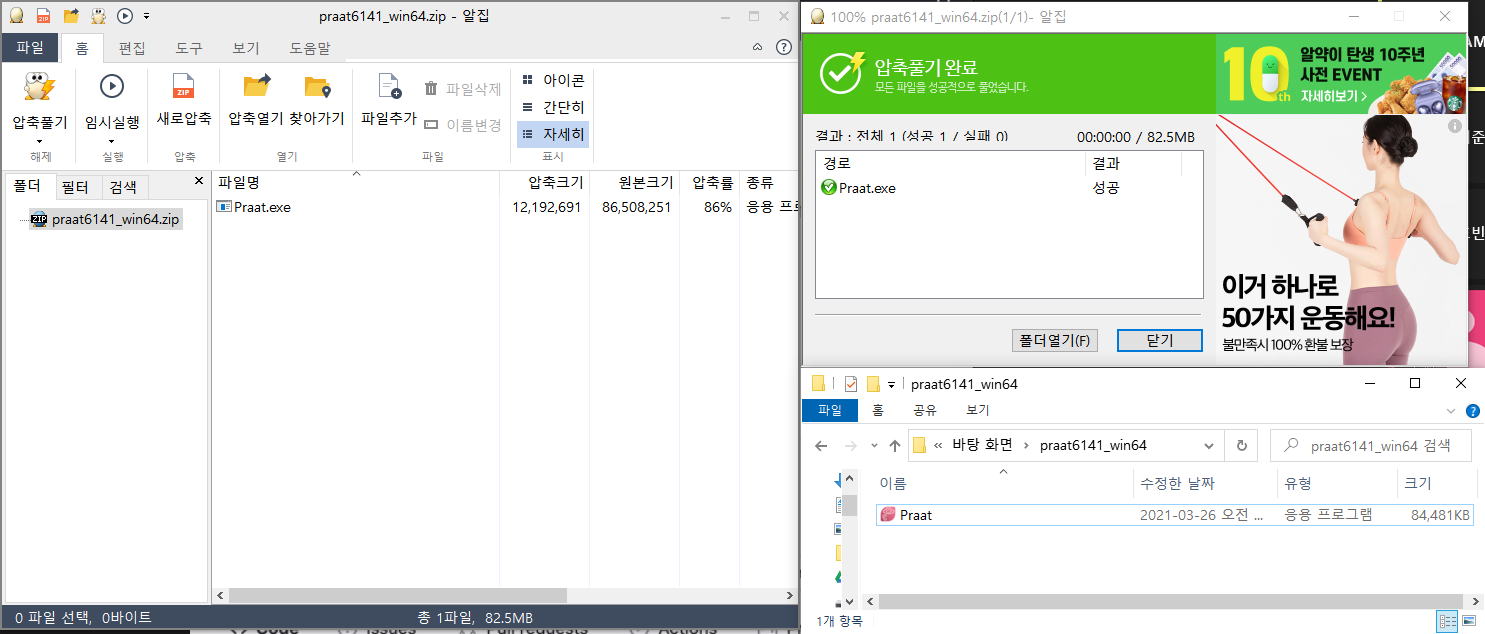 praat6141_win64.zip - 알집
파일 홈 편집 도구 보기 도움말
압축풀기 임시실행 새로압축 압축열기 찾아가기 파일추가 파일삭제 이름변경
아이콘
간단히
자세히
해제 실행 압축 열기 파일 표시
폴더 필터 검색
ZIP praat6141_win64.zip
파일명 압축크기 원본크기 압축률 종류
Praat.exe 12,192,691 86,508,251 86% 응용 프로
0 파일 선택, 0바이트 총 1파일, 82.5MB
100% praat6141_win64.zip(1/1)- 알집
압축풀기 완료
모든 파일을 성공적으로 풀었습니다.
10th
알약이 탄생 10주년
사전 EVENT
자세히보기 >
결과 : 전체 1 (성공 1 / 실패 0) 00:00:00 / 82.5MB
경로 결과
Praat.exe 성공
폴더열기(F) 닫기
이거 하나로
50가지 운동해요!
불만족시 100% 환불 보장
praat6141_win64
파일 홈 공유 보기
« 바탕 화면 › praat6141_win64
praat6141_win64 검색
이름 수정한 날짜 유형 크기
Praat 2021-03-26 오전 ... 응용 프로그램 84,481KB
1개 항목
Code Issues Pull requests Actions